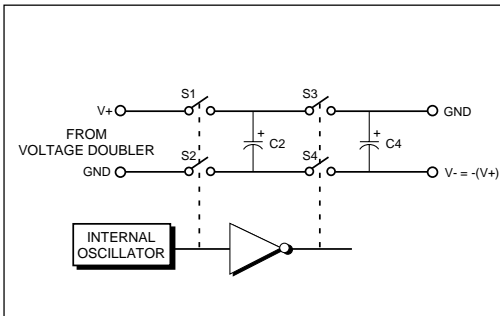 S1
S3
V+
GND
FROM
VOLTAGE DOUBLER
+
C2
+
C4
S2
S4
GND
V- = -(V+)
INTERNAL
OSCILLATOR